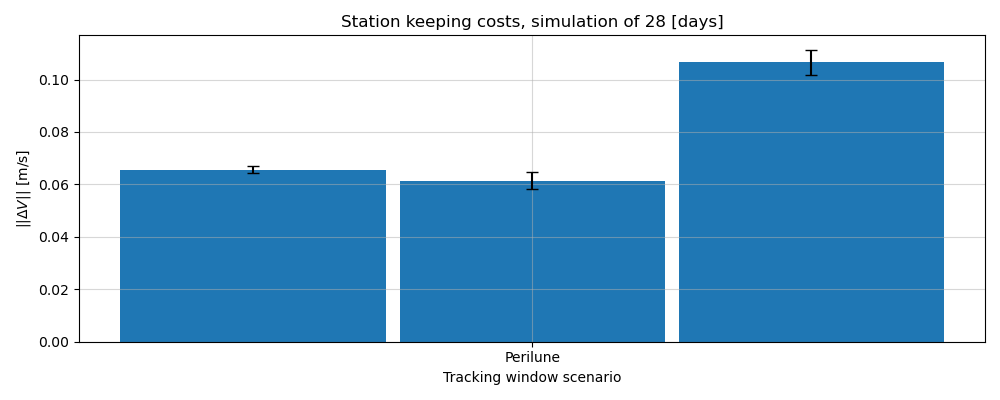 Station keeping costs, simulation of 28 [days]
||ΔV|| [m/s]
0.10
0.08
0.06
0.04
0.02
0.00
Perilune
Tracking window scenario